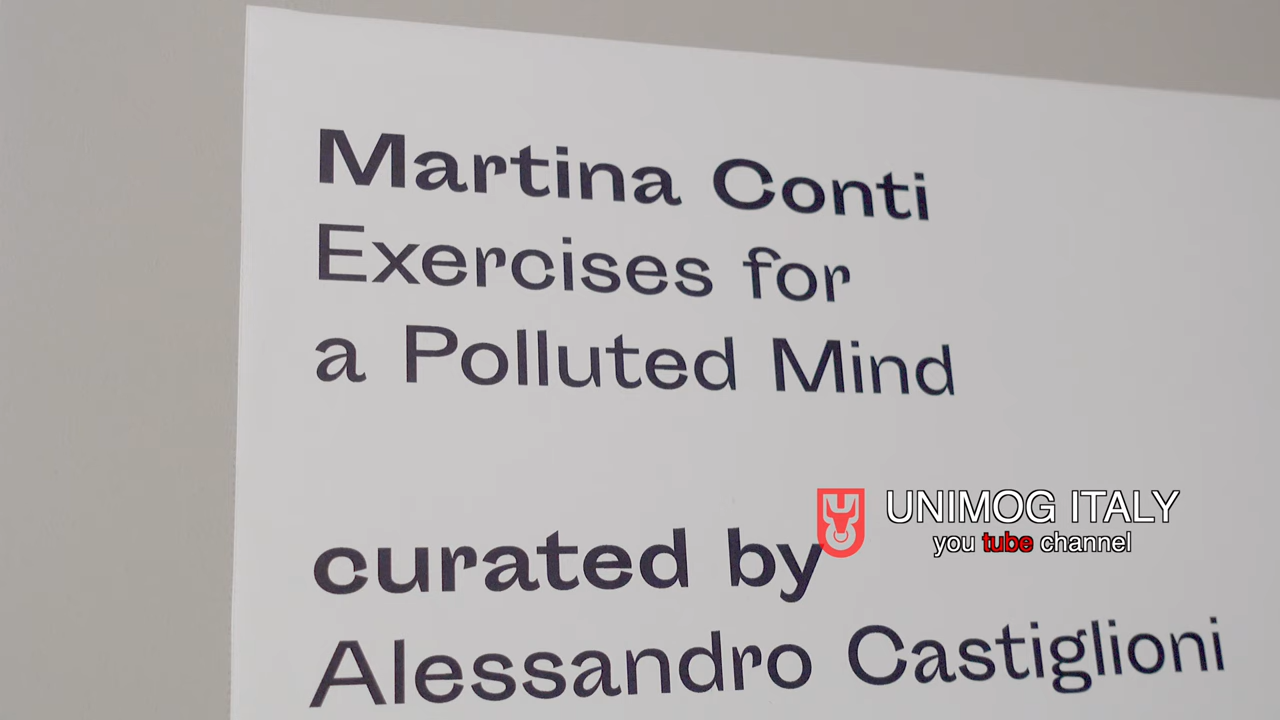 Martina Conti
Exercises for
a Polluted Mind
UNIMOG ITALY
you tube channel
curated by
Alessandro Castiglioni